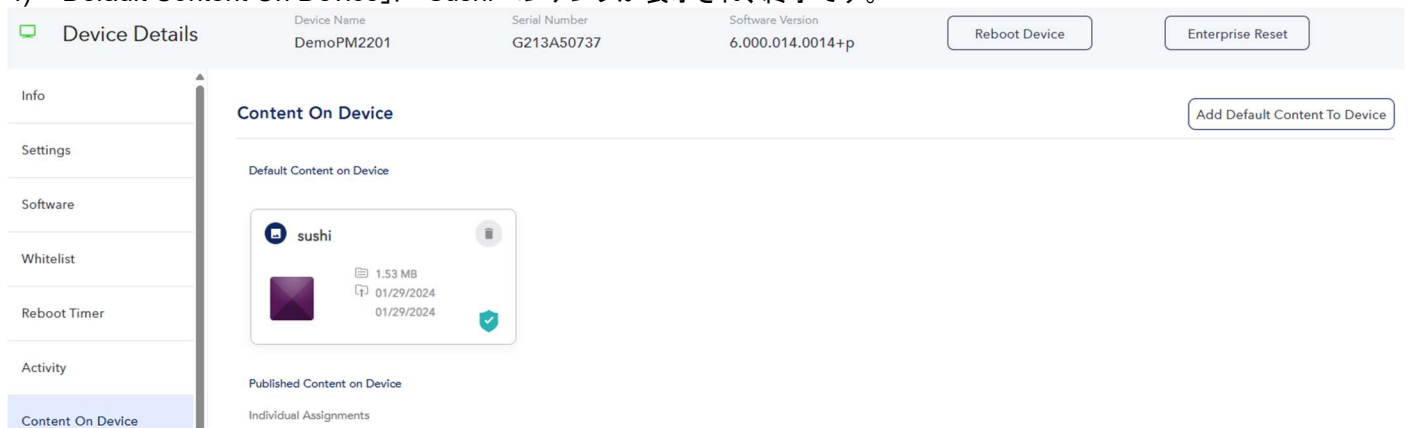 Device Details
Device Name
DemoPM2201
Serial Number
G213A50737
Software Version
6.000.014.0014+p
Reboot Device
Enterprise Reset
Info
Settings
Software
Whitelist
Reboot Timer
Activity
Content On Device
Content On Device
Add Default Content To Device
Default Content on Device
sushi
1.53 MB
01/29/2024
01/29/2024
Published Content on Device
Individual Assignments